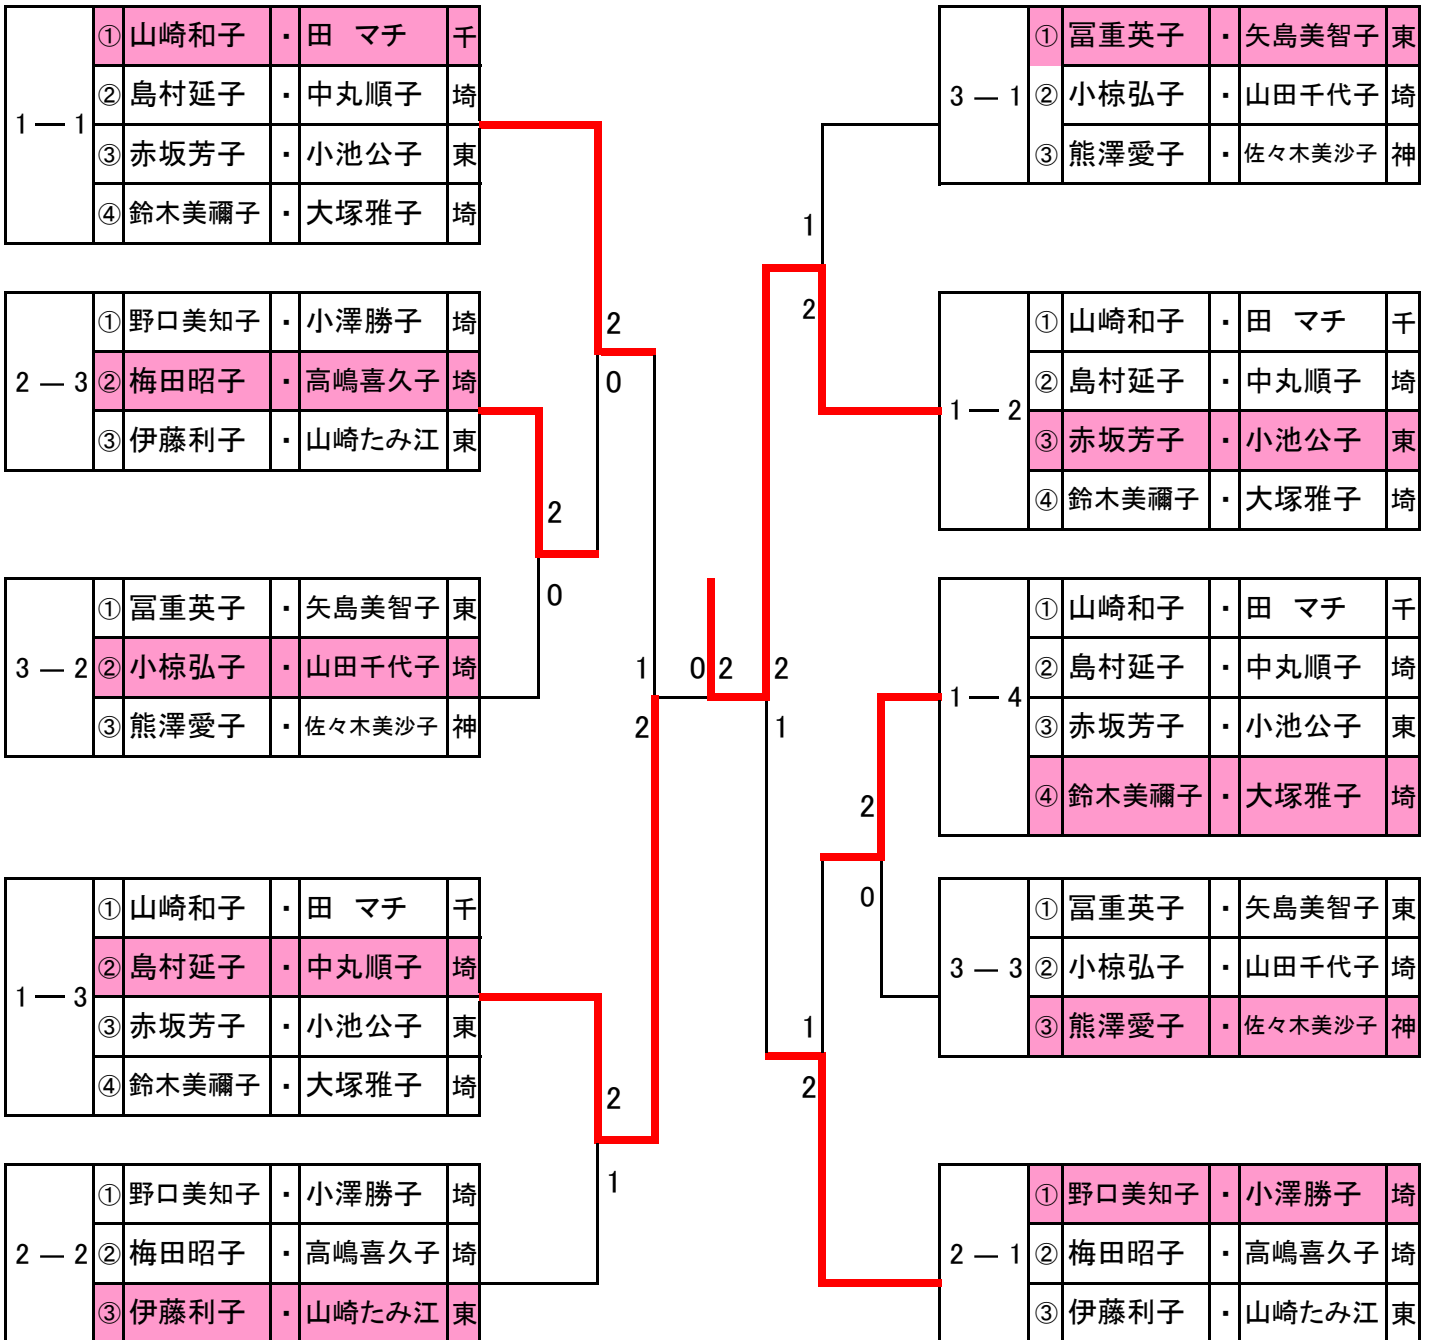 1 ― 1
① 山崎和子 ・ 田　マチ 千
② 島村延子 ・ 中丸順子 埼
③ 赤坂芳子 ・ 小池公子 東
④ 鈴木美禰子 ・ 大塚雅子 埼
2 ― 3
① 野口美知子 ・ 小澤勝子 埼
② 梅田昭子 ・ 高嶋喜久子 埼
③ 伊藤利子 ・ 山崎たみ江 東
3 ― 2
① 冨重英子 ・ 矢島美智子 東
② 小椋弘子 ・ 山田千代子 埼
③ 熊澤愛子 ・ 佐々木美沙子 神
1 ― 3
① 山崎和子 ・ 田　マチ 千
② 島村延子 ・ 中丸順子 埼
③ 赤坂芳子 ・ 小池公子 東
④ 鈴木美禰子 ・ 大塚雅子 埼
2 ― 2
① 野口美知子 ・ 小澤勝子 埼
② 梅田昭子 ・ 高嶋喜久子 埼
③ 伊藤利子 ・ 山崎たみ江 東
2
0
2
0
1
2
2
1
0 2
1
2
2
1
2
0
1
2
3 ― 1
① 冨重英子 ・ 矢島美智子 東
② 小椋弘子 ・ 山田千代子 埼
③ 熊澤愛子 ・ 佐々木美沙子 神
1 ― 2
① 山崎和子 ・ 田　マチ 千
② 島村延子 ・ 中丸順子 埼
③ 赤坂芳子 ・ 小池公子 東
④ 鈴木美禰子 ・ 大塚雅子 埼
1 ― 4
① 山崎和子 ・ 田　マチ 千
② 島村延子 ・ 中丸順子 埼
③ 赤坂芳子 ・ 小池公子 東
④ 鈴木美禰子 ・ 大塚雅子 埼
3 ― 3
① 冨重英子 ・ 矢島美智子 東
② 小椋弘子 ・ 山田千代子 埼
③ 熊澤愛子 ・ 佐々木美沙子 神
2 ― 1
① 野口美知子 ・ 小澤勝子 埼
② 梅田昭子 ・ 高嶋喜久子 埼
③ 伊藤利子 ・ 山崎たみ江 東